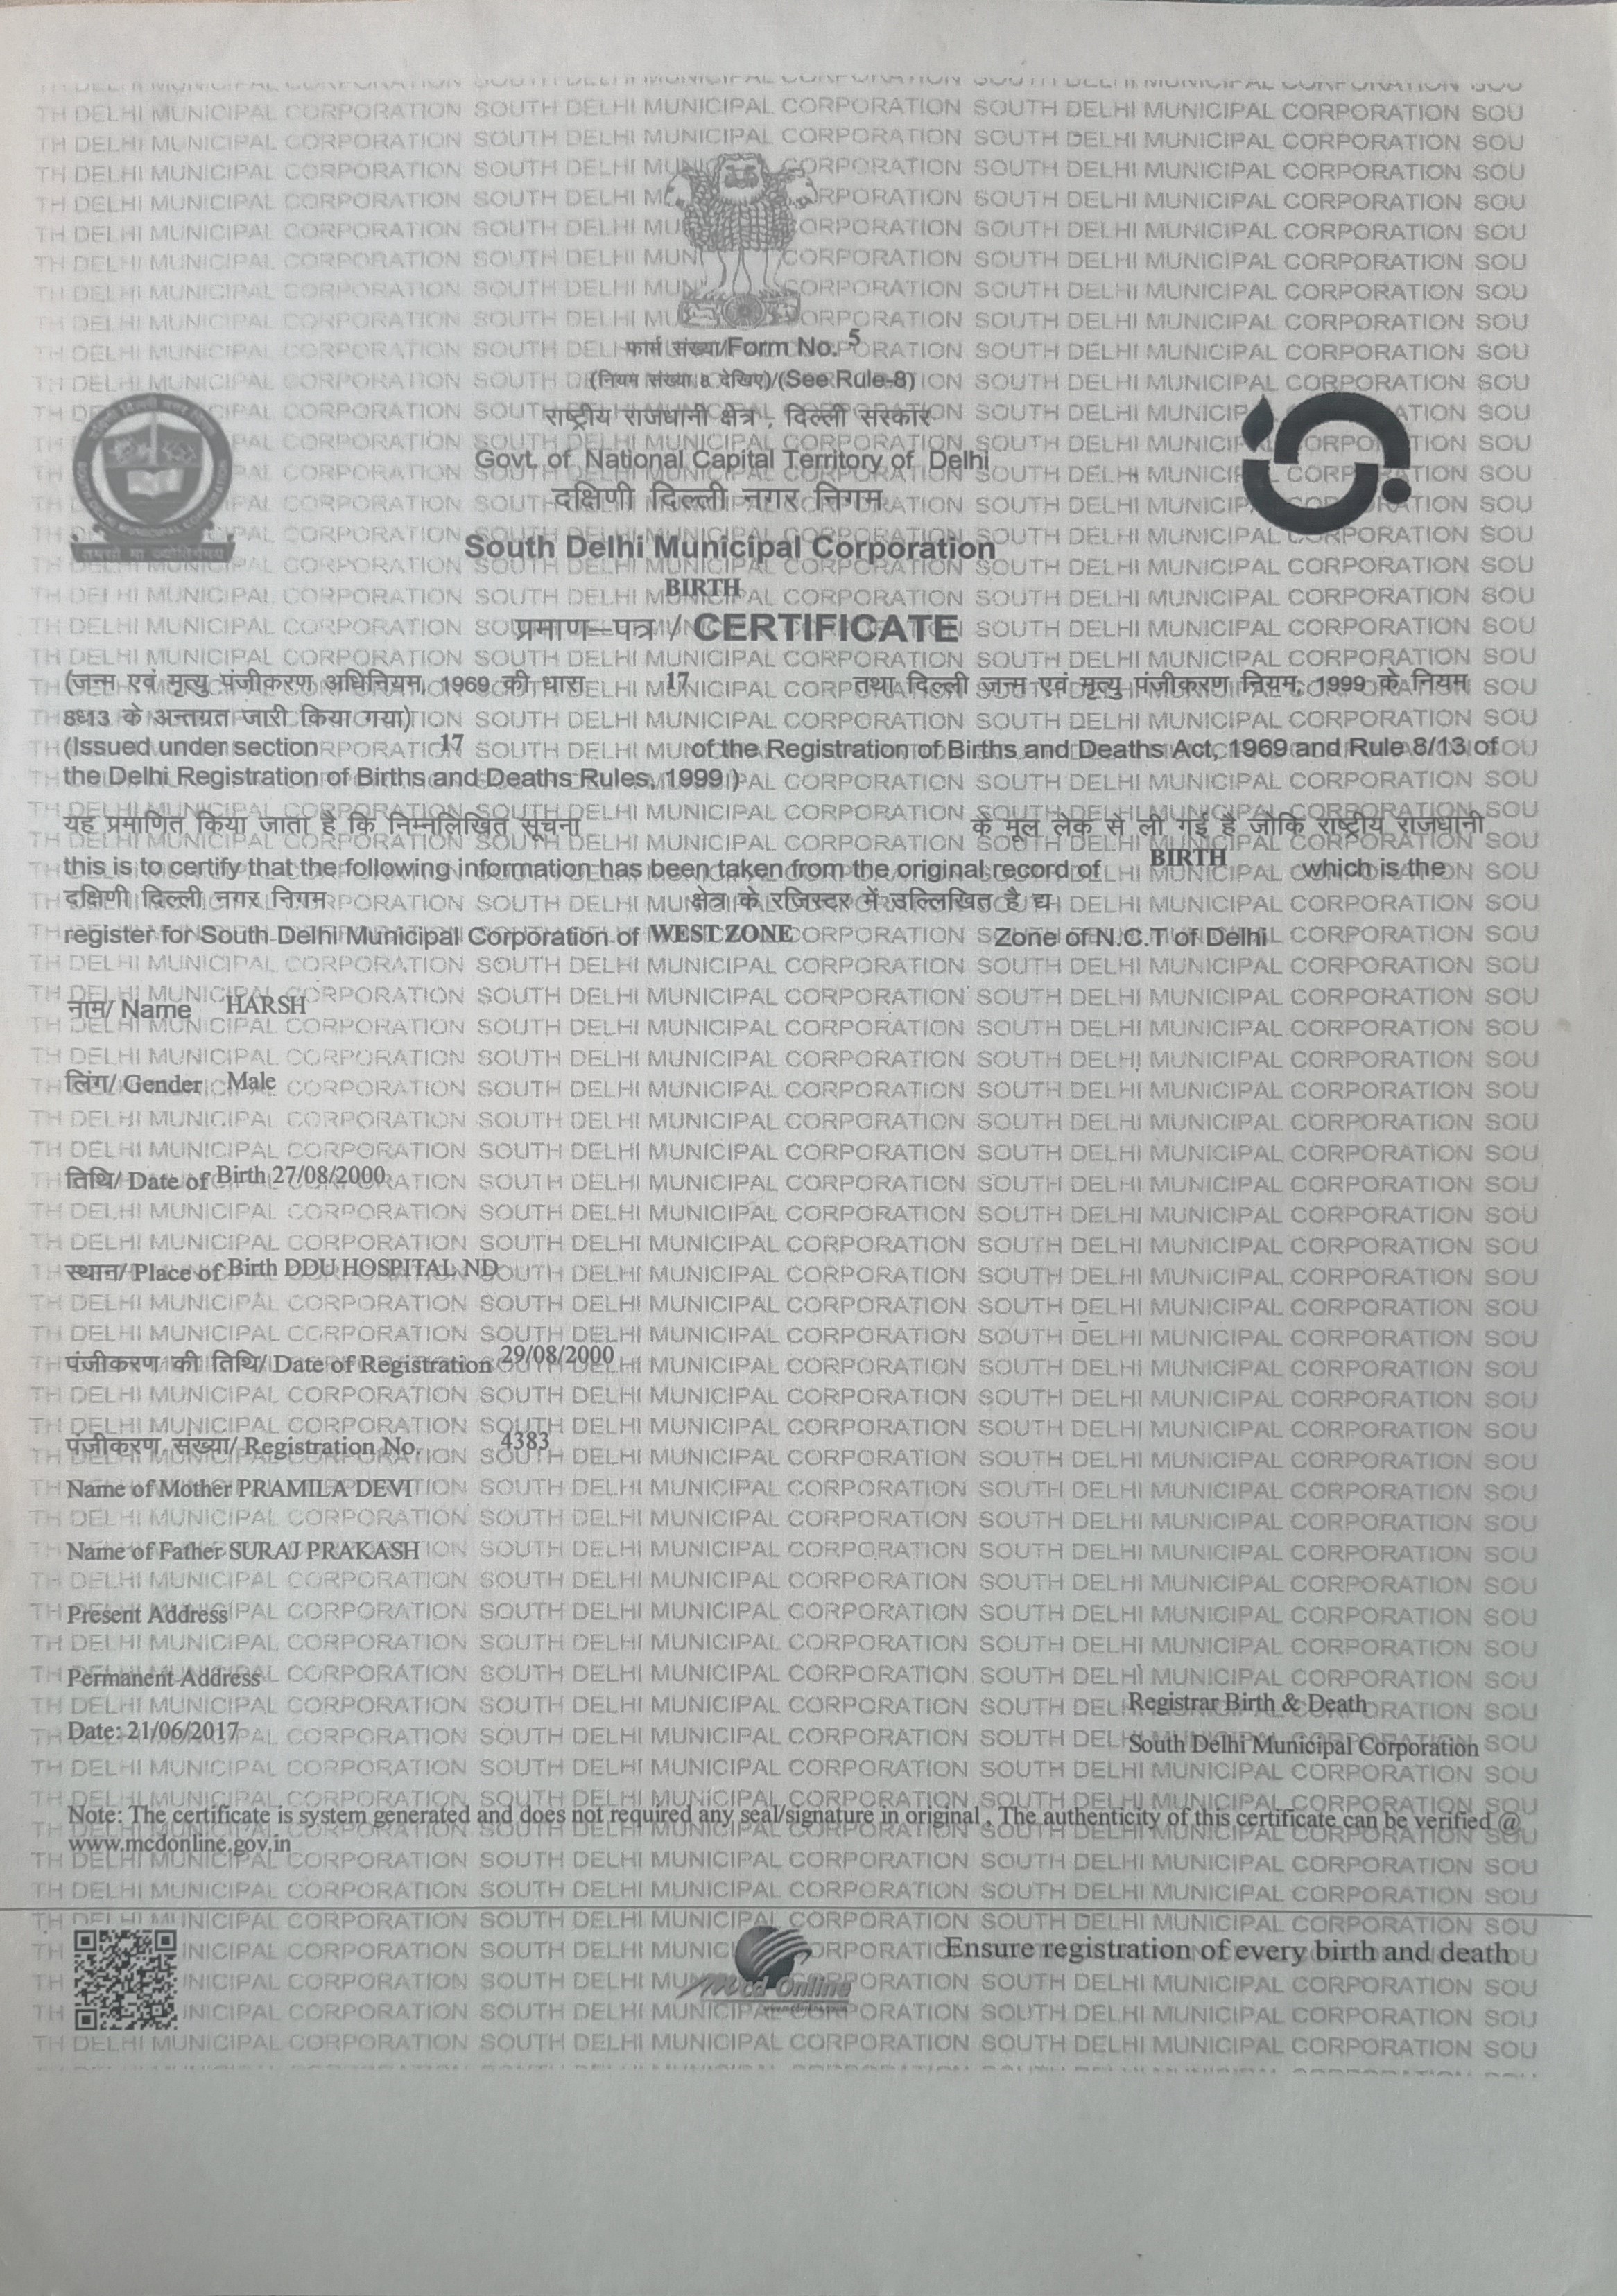 फार्म संख्या/Form No. 5
(नियम संख्या 8 देखिए)/(See Rule-8)
राष्ट्रीय राजधानी क्षेत्र , दिल्ली सरकार
Govt. of National Capital Territory of Delhi
दक्षिणी दिल्ली नगर निगम
South Delhi Municipal Corporation
BIRTH
प्रमाण–पत्र / CERTIFICATE
(जन्म एवं मृत्यु पंजीकरण अधिनियम, 1969 की धारा 17 तथा दिल्ली जन्म एवं मृत्यु पंजीकरण नियम, 1999 के नियम
8ध13 के अन्तग्रत जारी किया गया)
(Issued under section 17 of the Registration of Births and Deaths Act, 1969 and Rule 8/13 of
the Delhi Registration of Births and Deaths Rules, 1999 )
यह प्रमाणित किया जाता है कि निम्नलिखित सूचना के मूल लेक से ली गई है जोकि राष्ट्रीय राजधानी
this is to certify that the following information has been taken from the original record of BIRTH which is the
दक्षिणी दिल्ली नगर निगम क्षेत्र के रजिस्टर में उल्लिखित है द्य
register for South Delhi Municipal Corporation of WEST ZONE Zone of N.C.T of Delhi
नाम/ Name HARSH
लिंग/ Gender Male
तिथि/ Date of Birth 27/08/2000
स्थान/ Place of Birth DDU HOSPITAL ND
पंजीकरण की तिथि/ Date of Registration 29/08/2000
पंजीकरण संख्या/ Registration No. 4383
Name of Mother PRAMILA DEVI
Name of Father SURAJ PRAKASH
Present Address
Permanent Address
Registrar Birth & Death
Date: 21/06/2017
South Delhi Municipal Corporation
Note: The certificate is system generated and does not required any seal/signature in original . The authenticity of this certificate can be verified @
www.mcdonline.gov.in
Ensure registration of every birth and death
Mcd Online